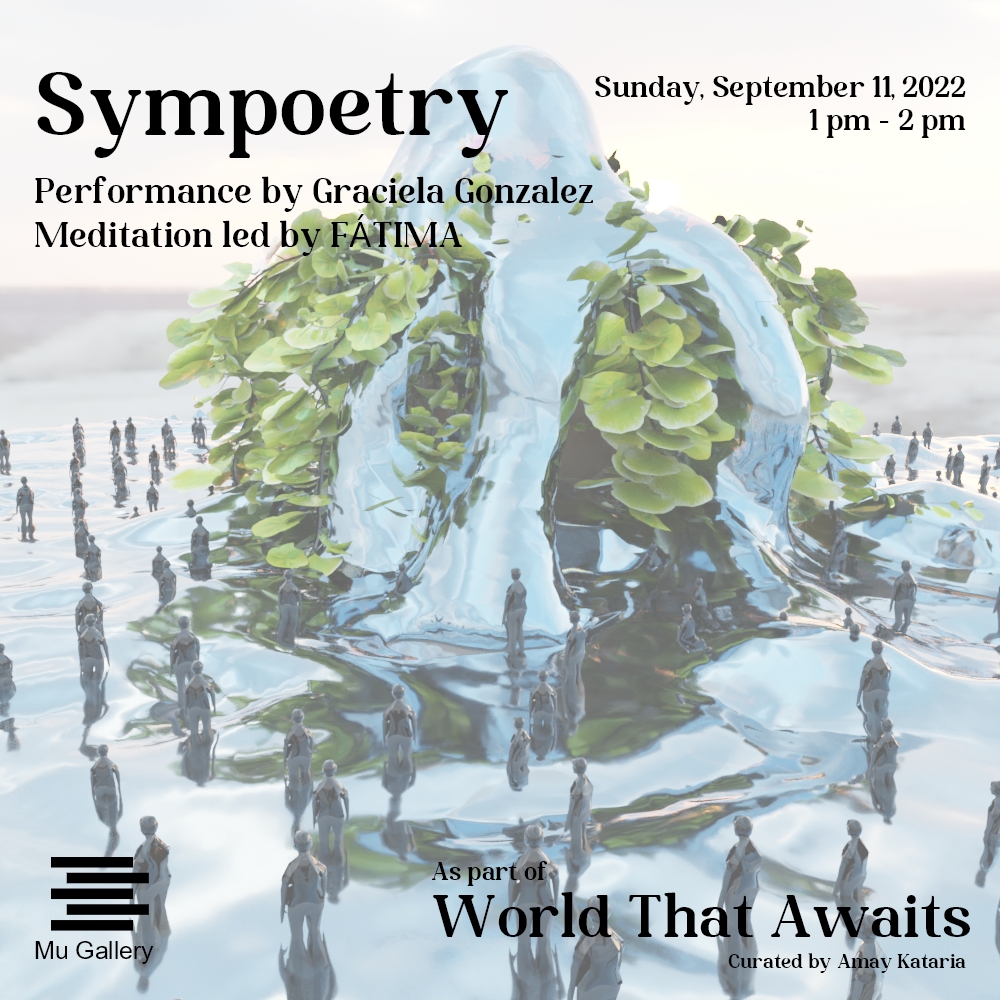 Sympoetry
Sunday, September 11, 2022
1 pm - 2 pm
Performance by Graciela Gonzalez
Meditation led by FÁTIMA
Mu Gallery
As part of
World That Awaits
Curated by Amay Kataria